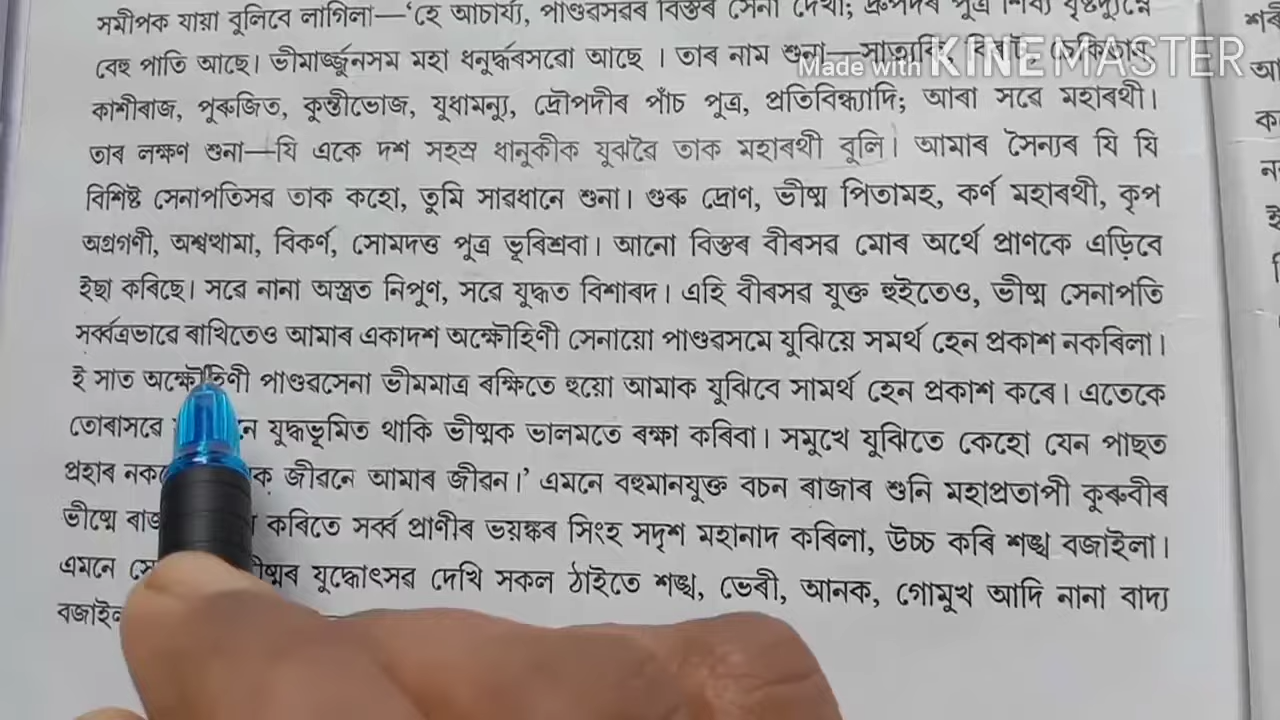 সমীপক যায়া বুলিবে লাগিলা—'হে আচাৰ্য্য, পাণ্ডৱসৱৰ বিস্তৰ সেনা দেখা; দ্ৰুপদৰ পুত্ৰ শিষ্য ধৃষ্টদ্যুম্নে
বেহু পাতি আছে। ভীমাৰ্জ্জুনসম মহা ধনুৰ্দ্ধৰসৱো আছে । তাৰ নাম শুনা—সাত্যকি, বিৰাট, চেকিতান,
Made with KINEMASTER
কাশীৰাজ, পুৰুজিত, কুন্তীভোজ, যুধামন্যু, দ্ৰৌপদীৰ পাঁচ পুত্ৰ, প্ৰতিবিন্ধ্যাদি; আৰা সৱে মহাৰথী।
তাৰ লক্ষণ শুনা—যি একে দশ সহস্ৰ ধানুকীক যুঝৱৈ তাক মহাৰথী বুলি। আমাৰ সৈন্যৰ যি যি
বিশিষ্ট সেনাপতিসৱ তাক কহো, তুমি সাৱধানে শুনা। গুৰু দ্ৰোণ, ভীষ্ম পিতামহ, কৰ্ণ মহাৰথী, কৃপ
অগ্ৰগণী, অশ্বত্থামা, বিকৰ্ণ, সোমদত্ত পুত্ৰ ভূৰিশ্ৰবা। আনো বিস্তৰ বীৰসৱ মোৰ অৰ্থে প্ৰাণকে এড়িবে
ইছা কৰিছে। সৱে নানা অস্ত্ৰত নিপুণ, সৱে যুদ্ধত বিশাৰদ। এহি বীৰসৱ যুক্ত হুইতেও, ভীষ্ম সেনাপতি
সৰ্ব্বত্ৰভাৱে ৰাখিতেও আমাৰ একাদশ অক্ষৌহিণী সেনায়ো পাণ্ডৱসমে যুঝিয়ে সমৰ্থ হেন প্ৰকাশ নকৰিলা।
ই সাত অক্ষৌহিণী পাণ্ডৱসেনা ভীমমাত্ৰ ৰক্ষিতে হুয়ো আমাক যুঝিবে সামৰ্থ হেন প্ৰকাশ কৰে। এতেকে
তোৰাসৱে যুদ্ধভূমিত থাকি ভীষ্মক ভালমতে ৰক্ষা কৰিবা। সমুখে যুঝিতে কেহো যেন পাছত
প্ৰহাৰ জীৱনে আমাৰ জীৱন।' এমনে বহুমানযুক্ত বচন ৰাজাৰ শুনি মহাপ্ৰতাপী কুৰুবীৰ
ভীষ্মে কৰিতে সৰ্ব্ব প্ৰাণীৰ ভয়ঙ্কৰ সিংহ সদৃশ মহানাদ কৰিলা, উচ্চ কৰি শঙ্খ বজাইলা।
এমনে যুদ্ধোৎসৱ দেখি সকল ঠাইতে শঙ্খ, ভেৰী, আনক, গোমুখ আদি নানা বাদ্য